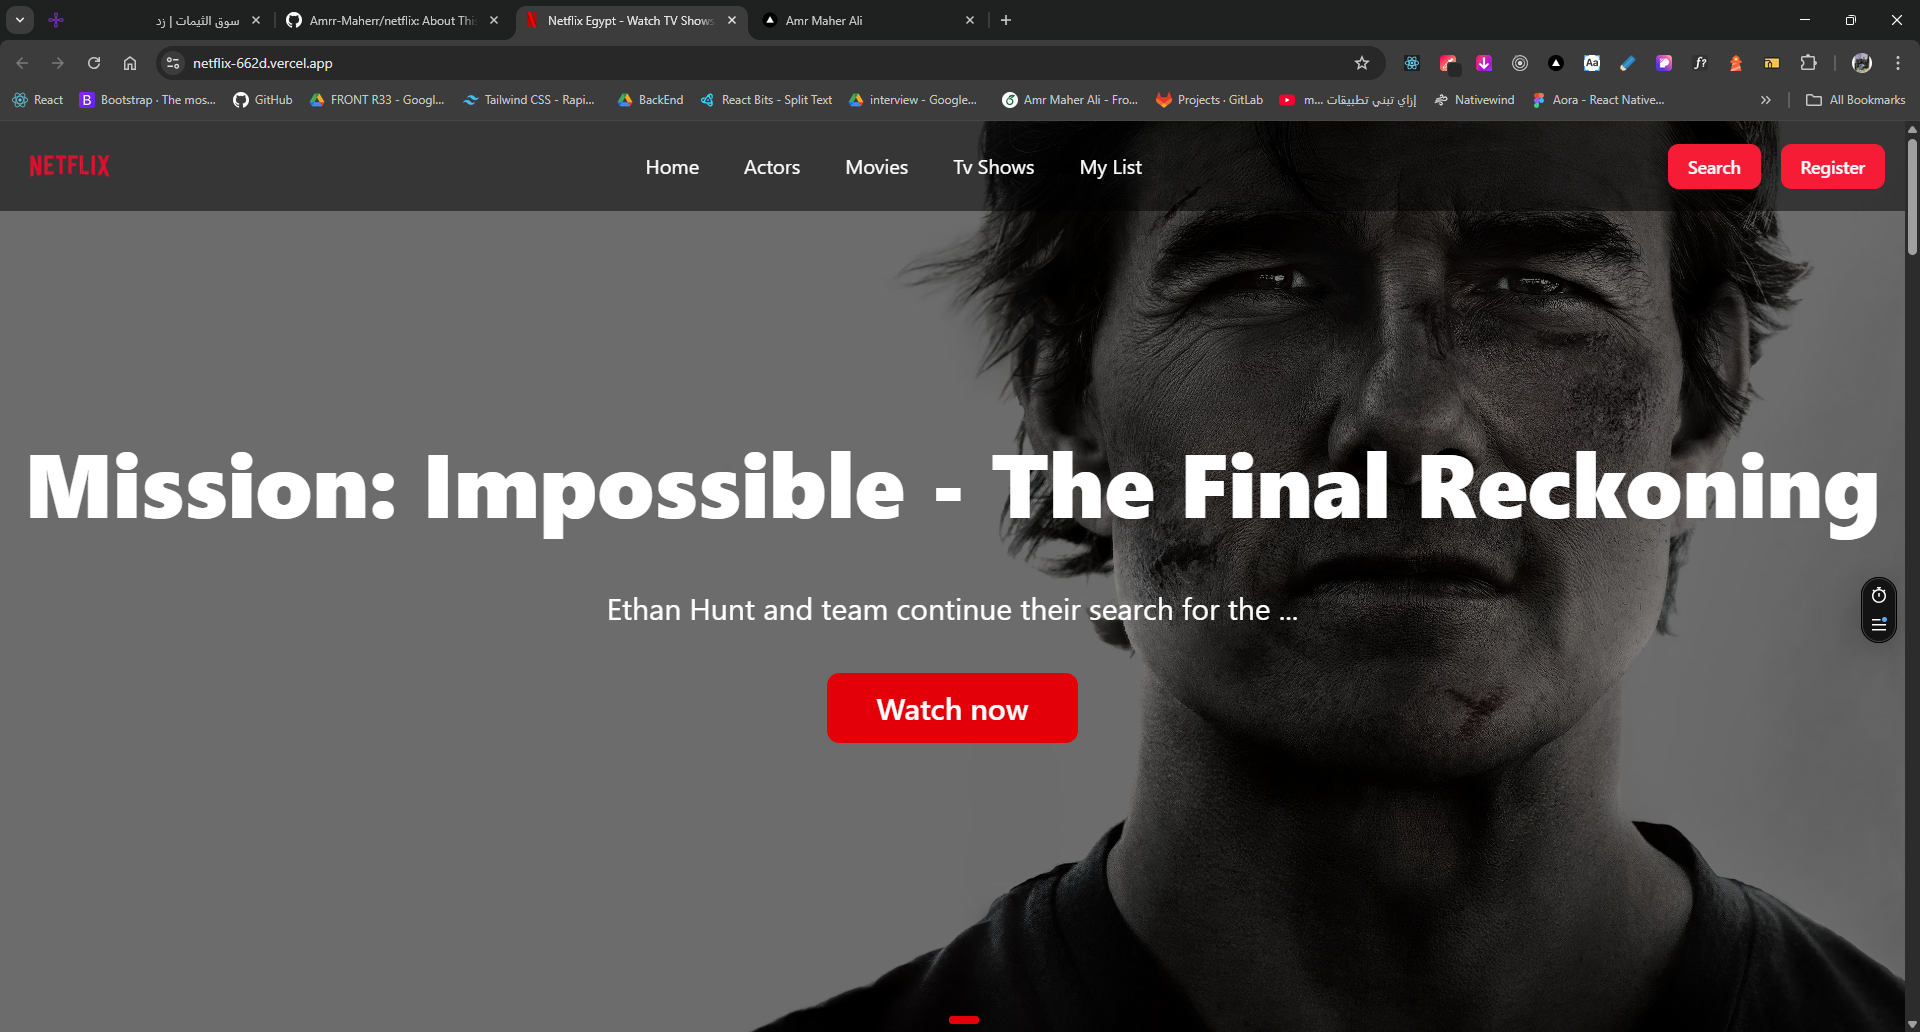 سوق الثيمات | زد
Amrr-Maherr/netflix: About This
Netflix Egypt - Watch TV Shows
Amr Maher Ali
netflix-662d.vercel.app
React
B Bootstrap · The mos...
GitHub
FRONT R33 - Googl...
Tailwind CSS - Rapi...
BackEnd
React Bits - Split Text
interview - Google...
Amr Maher Ali - Fro...
Projects · GitLab
إزاي تبني تطبيقات ...m
Nativewind
Aora - React Native...
All Bookmarks
NETFLIX
Home
Actors
Movies
Tv Shows
My List
Search
Register
Mission: Impossible - The Final Reckoning
Ethan Hunt and team continue their search for the ...
Watch now